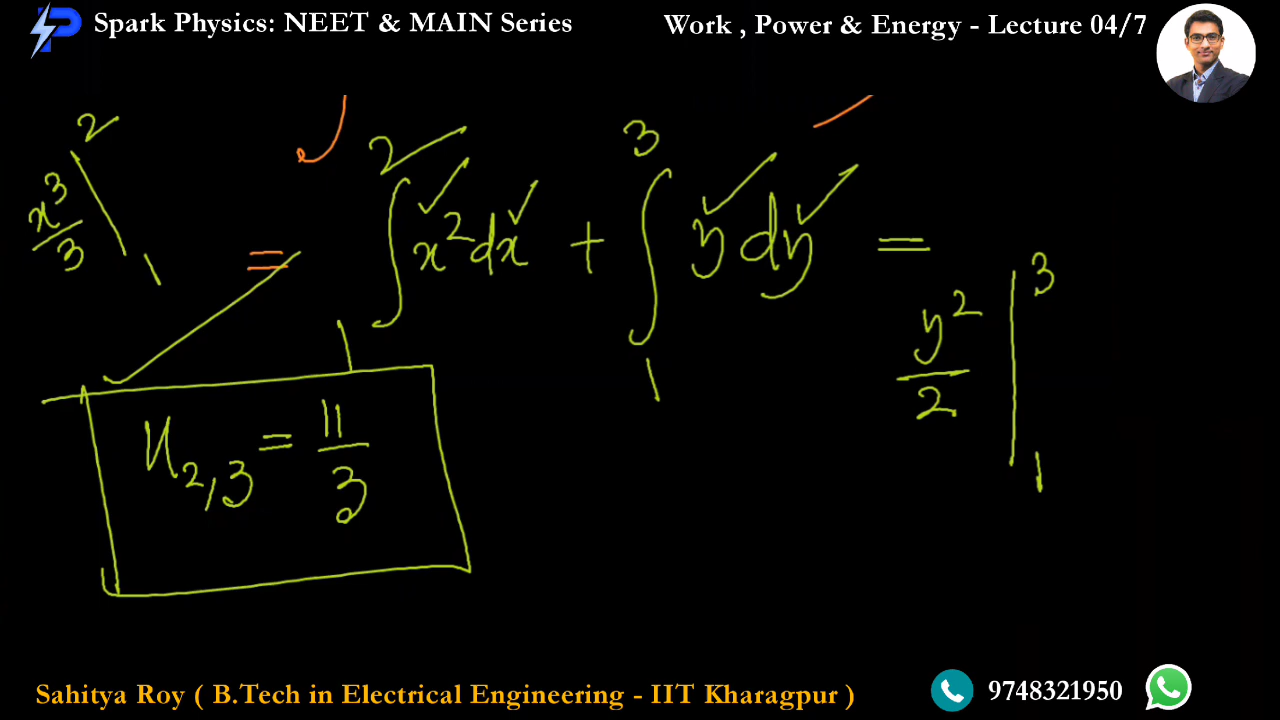 Spark Physics: NEET & MAIN Series
Work , Power & Energy - Lecture 04/7
x³/3 |₁²
= ∫₁² x² dx + ∫₁³ y dy =
y²/2 |₁³
U₂,₃ = 11/3
Sahitya Roy ( B.Tech in Electrical Engineering - IIT Kharagpur )
9748321950